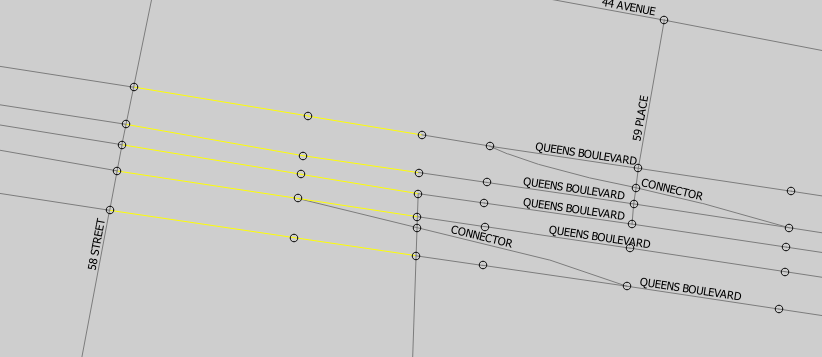 44 AVENUE
59 PLACE
QUEENS BOULEVARD
CONNECTOR
QUEENS BOULEVARD
QUEENS BOULEVARD
58 STREET
CONNECTOR
QUEENS BOULEVARD
QUEENS BOULEVARD